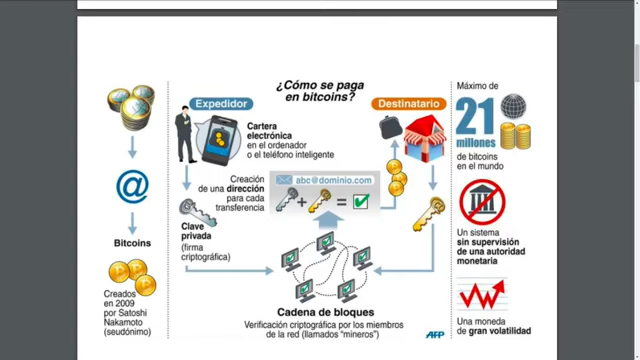 ¿Cómo se paga
en bitcoins?
Expedidor
Destinatario
Cartera
electrónica
en el ordenador
o el teléfono inteligente
Creación
de una dirección
para cada
transferencia
abc@dominio.com
+
=
Clave
privada
(firma
criptográfica)
Cadena de bloques
Verificación criptográfica por los miembros
de la red (llamados “mineros”)
@
Bitcoins
Creados
en 2009
por Satoshi
Nakamoto
(seudónimo)
Máximo de
21
millones
de bitcoins
en el mundo
Un sistema
sin supervisión
de una autoridad
monetaria
Una moneda
de gran volatilidad
AFP